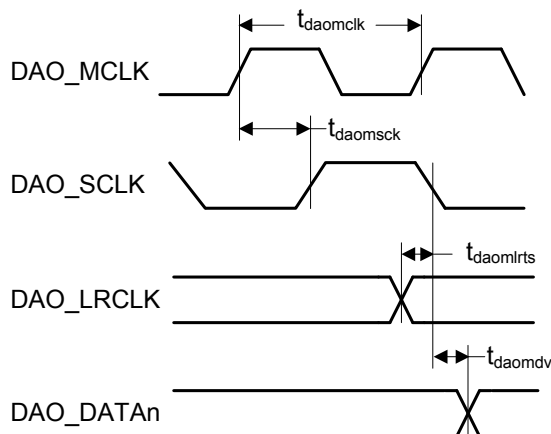 t_daomclk
DAO_MCLK
t_daomsck
DAO_SCLK
t_daomlrts
DAO_LRCLK
t_daomdv
DAO_DATAn